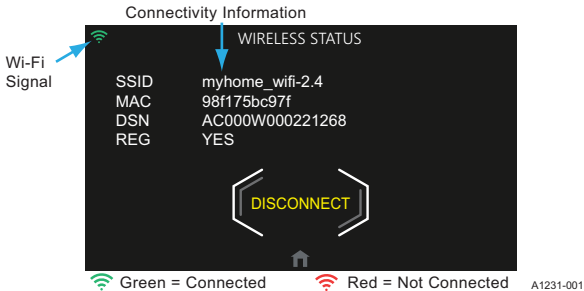 Connectivity Information
WIRELESS STATUS
Wi-Fi
Signal
SSID myhome_wifi-2.4
MAC 98f175bc97f
DSN AC000W000221268
REG YES
DISCONNECT
Green = Connected Red = Not Connected A1231-001